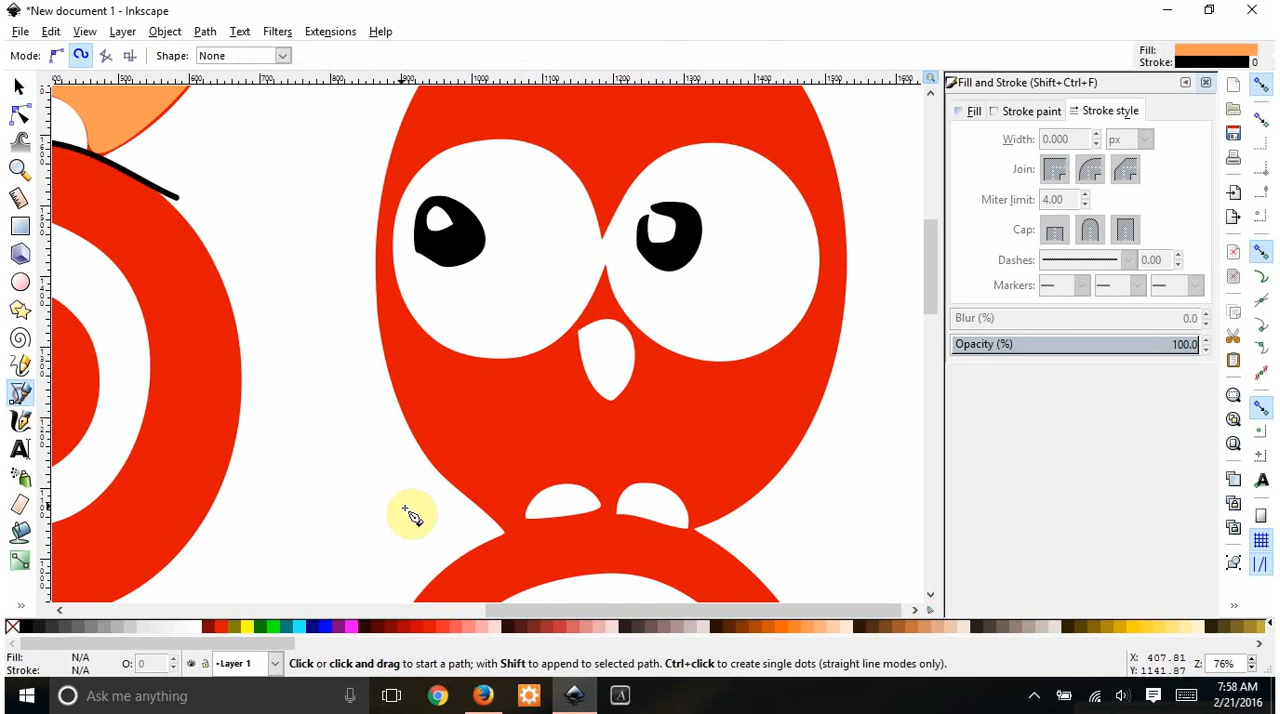 *New document 1 - Inkscape
File Edit View Layer Object Path Text Filters Extensions Help
Mode: Shape: None
Fill:
Stroke: 0
Fill and Stroke (Shift+Ctrl+F)
Fill Stroke paint Stroke style
Width: 0.000 px
Join:
Miter limit: 4.00
Cap:
Dashes: 0.00
Markers:
Blur (%) 0.0
Opacity (%) 100.0
Fill: N/A
Stroke: N/A
O: 0
Layer 1
Click or click and drag to start a path; with Shift to append to selected path. Ctrl+click to create single dots (straight line modes only).
X: 407.81
Y: 1141.87
Z: 76%
Ask me anything
7:58 AM
2/21/2016